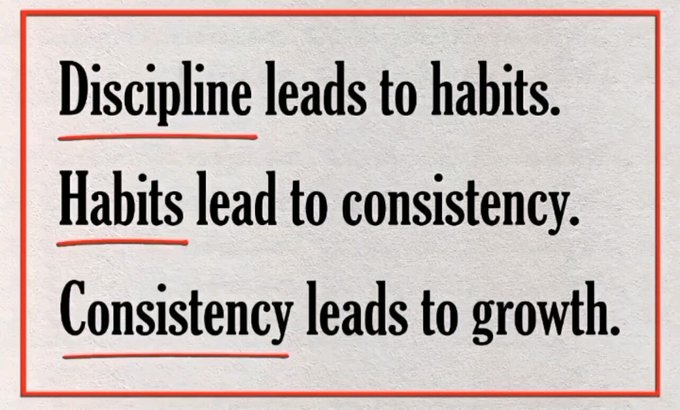 Discipline leads to habits.
Habits lead to consistency.
Consistency leads to growth.